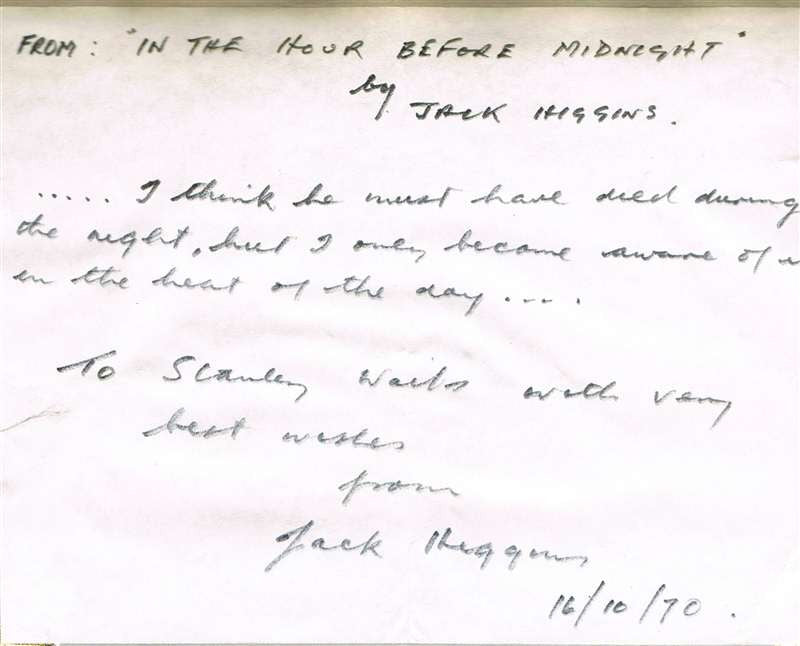 FROM: "IN THE HOUR BEFORE MIDNIGHT"
by
JACK HIGGINS.
..... I think he must have died during
the night, but I only became aware of i
in the heat of the day ....
To Stanley with very
best wishes
from
Jack Higgins
16/10/70.